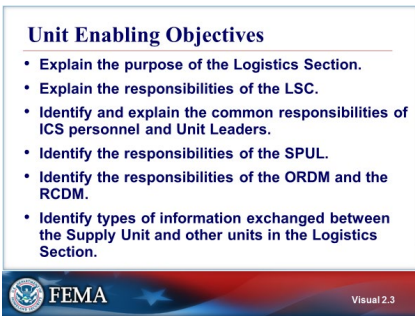 Unit Enabling Objectives
• Explain the purpose of the Logistics Section.
• Explain the responsibilities of the LSC.
• Identify and explain the common responsibilities of
ICS personnel and Unit Leaders.
• Identify the responsibilities of the SPUL.
• Identify the responsibilities of the ORDM and the
RCDM.
• Identify types of information exchanged between
the Supply Unit and other units in the Logistics
Section.
FEMA
Visual 2.3